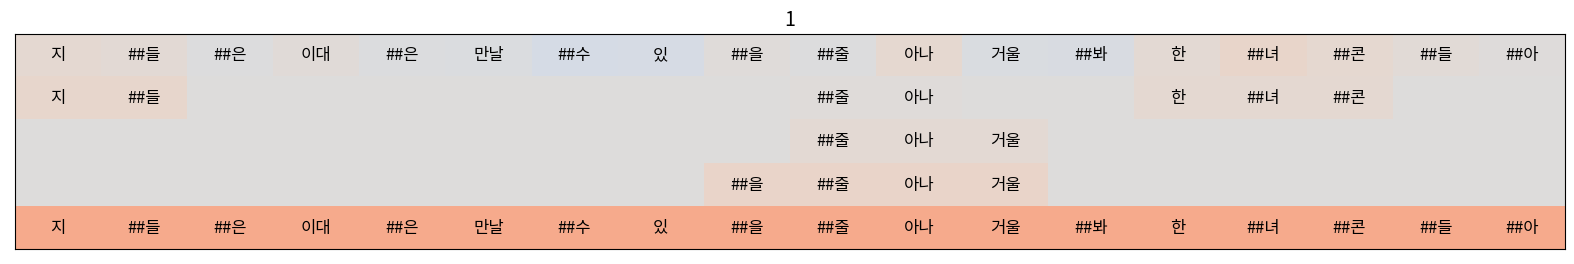 1
지 ##들 ##은 이대 ##은 만날 ##수 있 ##을 ##줄 아나 거울 ##봐 한 ##녀 ##콘 ##들 ##아
지 ##들 ##줄 아나 한 ##녀 ##콘
##줄 아나 거울
##을 ##줄 아나 거울
지 ##들 ##은 이대 ##은 만날 ##수 있 ##을 ##줄 아나 거울 ##봐 한 ##녀 ##콘 ##들 ##아